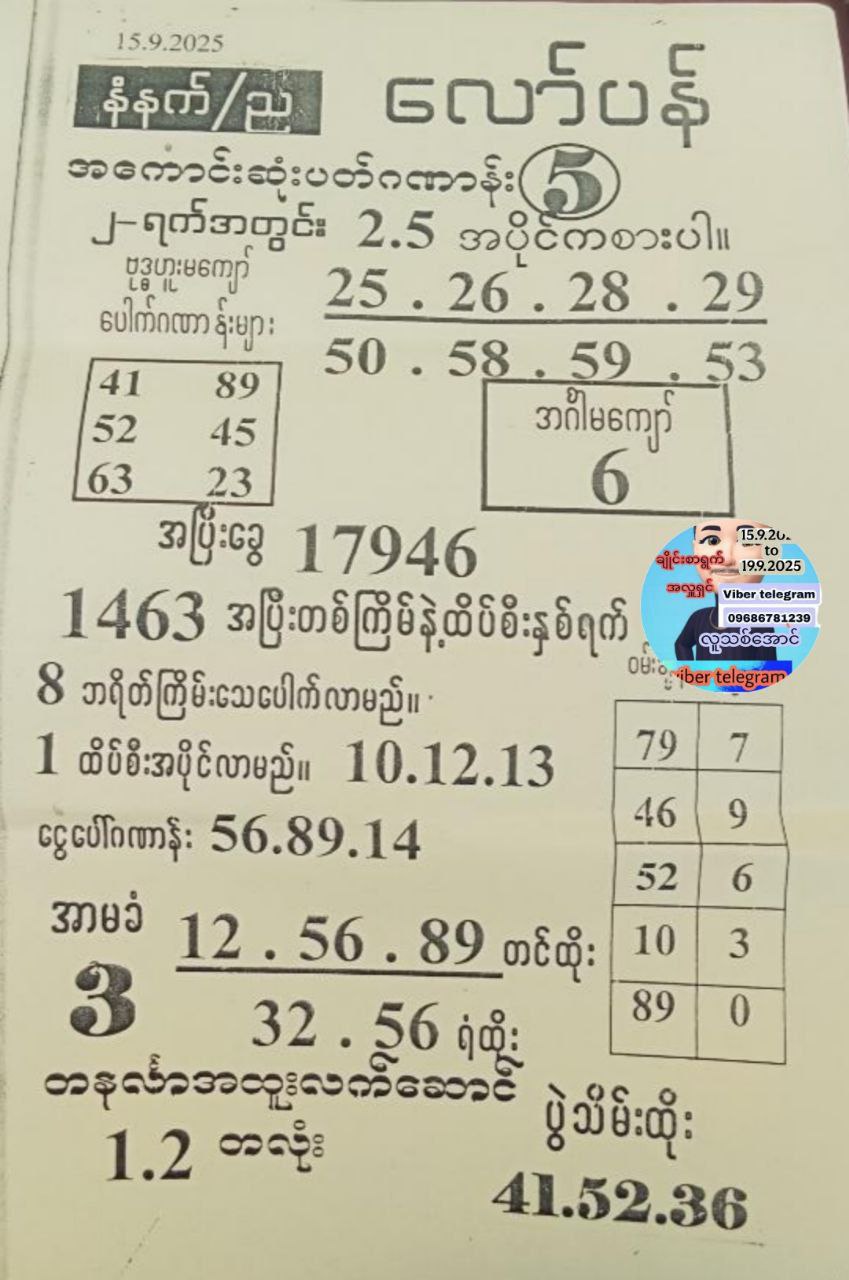 15.9.2025
နံနက်/ည
လော်ပန်
အကောင်းဆုံးပတ်ဂဏာန်း 5
၂-ရက်အတွင်း 2.5 အပိုင်ကစားပါ။
ဗုဒ္ဓဟူးမကျော်
ပေါက်ဂဏာန်းများ
25 . 26 . 28 . 29
50 . 58 . 59 . 53
41 89
52 45
63 23
အင်္ဂါမကျော်
6
အပြီးခွေ 17946
1463 အပြီးတစ်ကြိမ်နဲ့ထိပ်စီးနှစ်ရက်
8 ဘရိတ်ကြိမ်းသေပေါက်လာမည်။
1 ထိပ်စီးအပိုင်လာမည်။ 10.12.13
ငွေပေါ်ဂဏာန်း 56.89.14
15.9.20
to
19.9.2025
ချိုင်းစာရွက်
အလှူရှင်
Viber telegram
09686781239
လူသစ်အောင်
viber telegram
79 7
46 9
52 6
10 3
89 0
အာမခံ
3
12 . 56 . 89 တင်ထိုး
32 . 56 ရံထိုး
တနင်္လာအထူးလက်ဆောင်
1.2 တလုံး
ပွဲသိမ်းထိုး
41.52.36